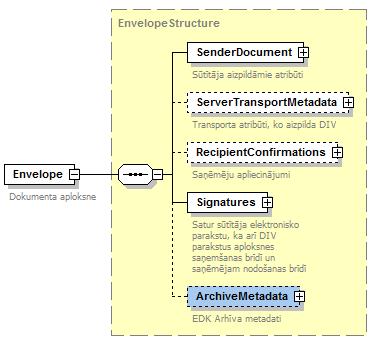 EnvelopeStructure
SenderDocument
Sūtītāja aizpildāmie atribūti
ServerTransportMetadata
Transporta atribūti, ko aizpilda DIV
RecipientConfirmations
Saņēmēju apliecinājumi
Envelope
Dokumenta aploksne
Signatures
Satur sūtītāja elektronisko
parakstu, ka arī DIV
parakstus aploksnes
saņemšanas brīdī un
saņēmējam nodošanas brīdī
ArchiveMetadata
EDK Arhīva metadati